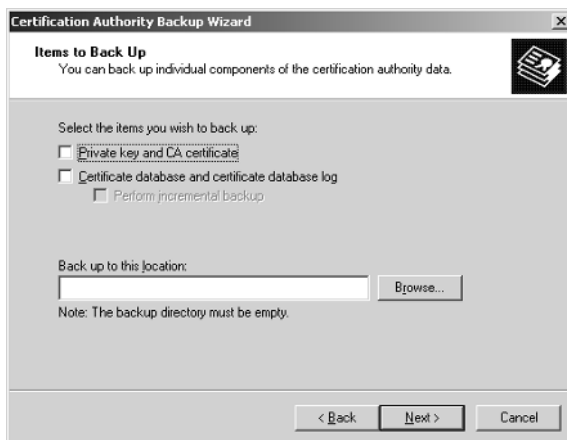 Certification Authority Backup Wizard
Items to Back Up
You can back up individual components of the certification authority data.
Select the items you wish to back up:
Private key and CA certificate
Certificate database and certificate database log
Perform incremental backup
Back up to this location:
Browse...
Note: The backup directory must be empty.
< Back
Next >
Cancel